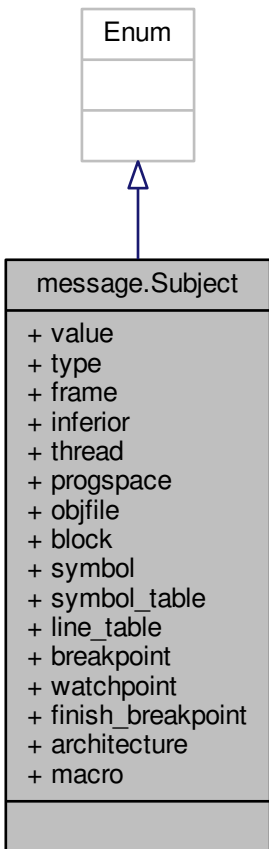 Enum
message.Subject
+ value
+ type
+ frame
+ inferior
+ thread
+ progspace
+ objfile
+ block
+ symbol
+ symbol_table
+ line_table
+ breakpoint
+ watchpoint
+ finish_breakpoint
+ architecture
+ macro